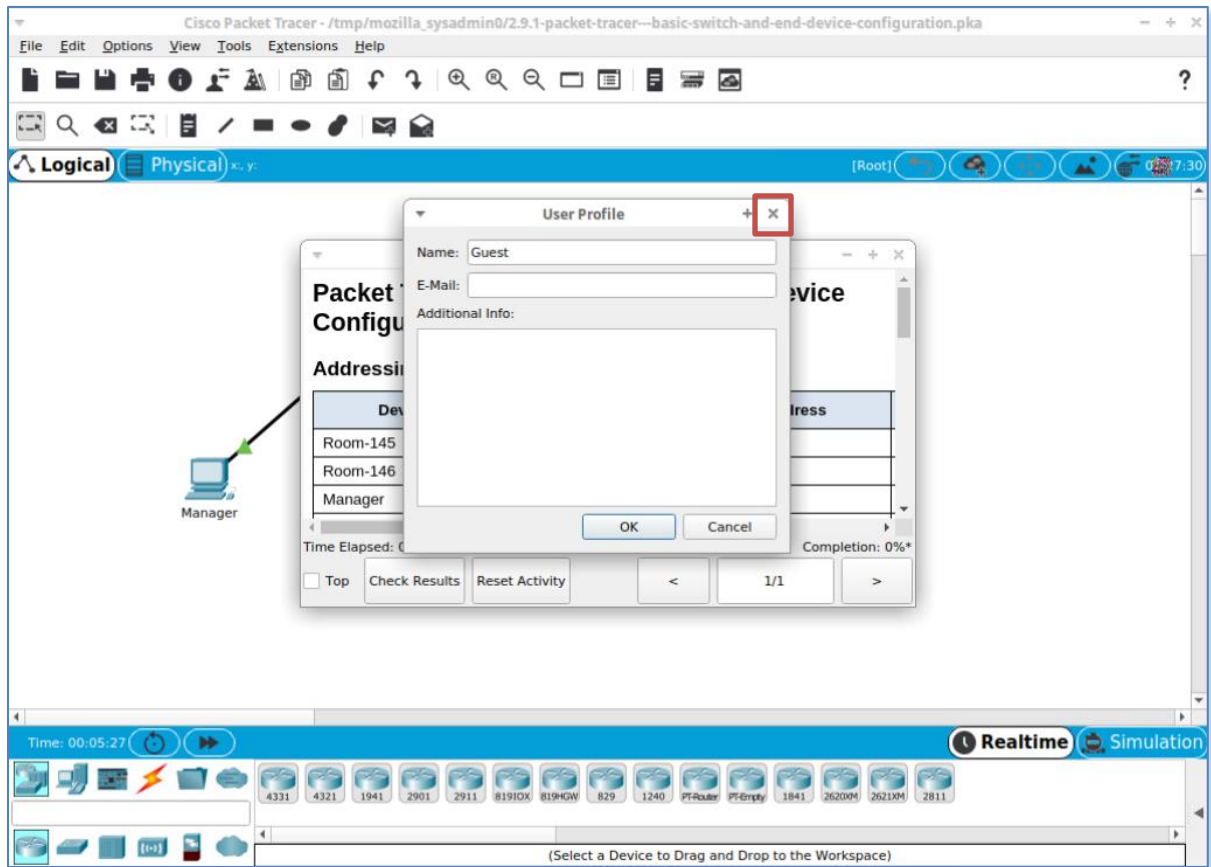 Cisco Packet Tracer - /tmp/mozilla_sysadmin0/2.9.1-packet-tracer---basic-switch-and-end-device-configuration.pka
File Edit Options View Tools Extensions Help
?
Logical Physical x:, y: [Root]
User Profile
Name: Guest
E-Mail:
Additional Info:
OK Cancel
Packet
evice
Configu
Addressi
Dev
dress
Room-145
Room-146
Manager
Manager
Time Elapsed:
Completion: 0%*
Top Check Results Reset Activity < 1/1 >
Time: 00:05:27 Realtime Simulation
4331 4321 1941 2901 2911 819IOX 819HGW 829 1240 PT-Router PT-Empty 1841 2620XM 2621XM 2811
(Select a Device to Drag and Drop to the Workspace)